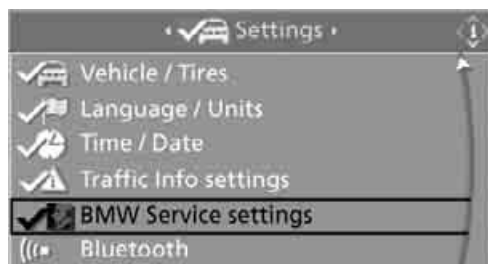 Settings
Vehicle / Tires
Language / Units
Time / Date
Traffic Info settings
BMW Service settings
Bluetooth